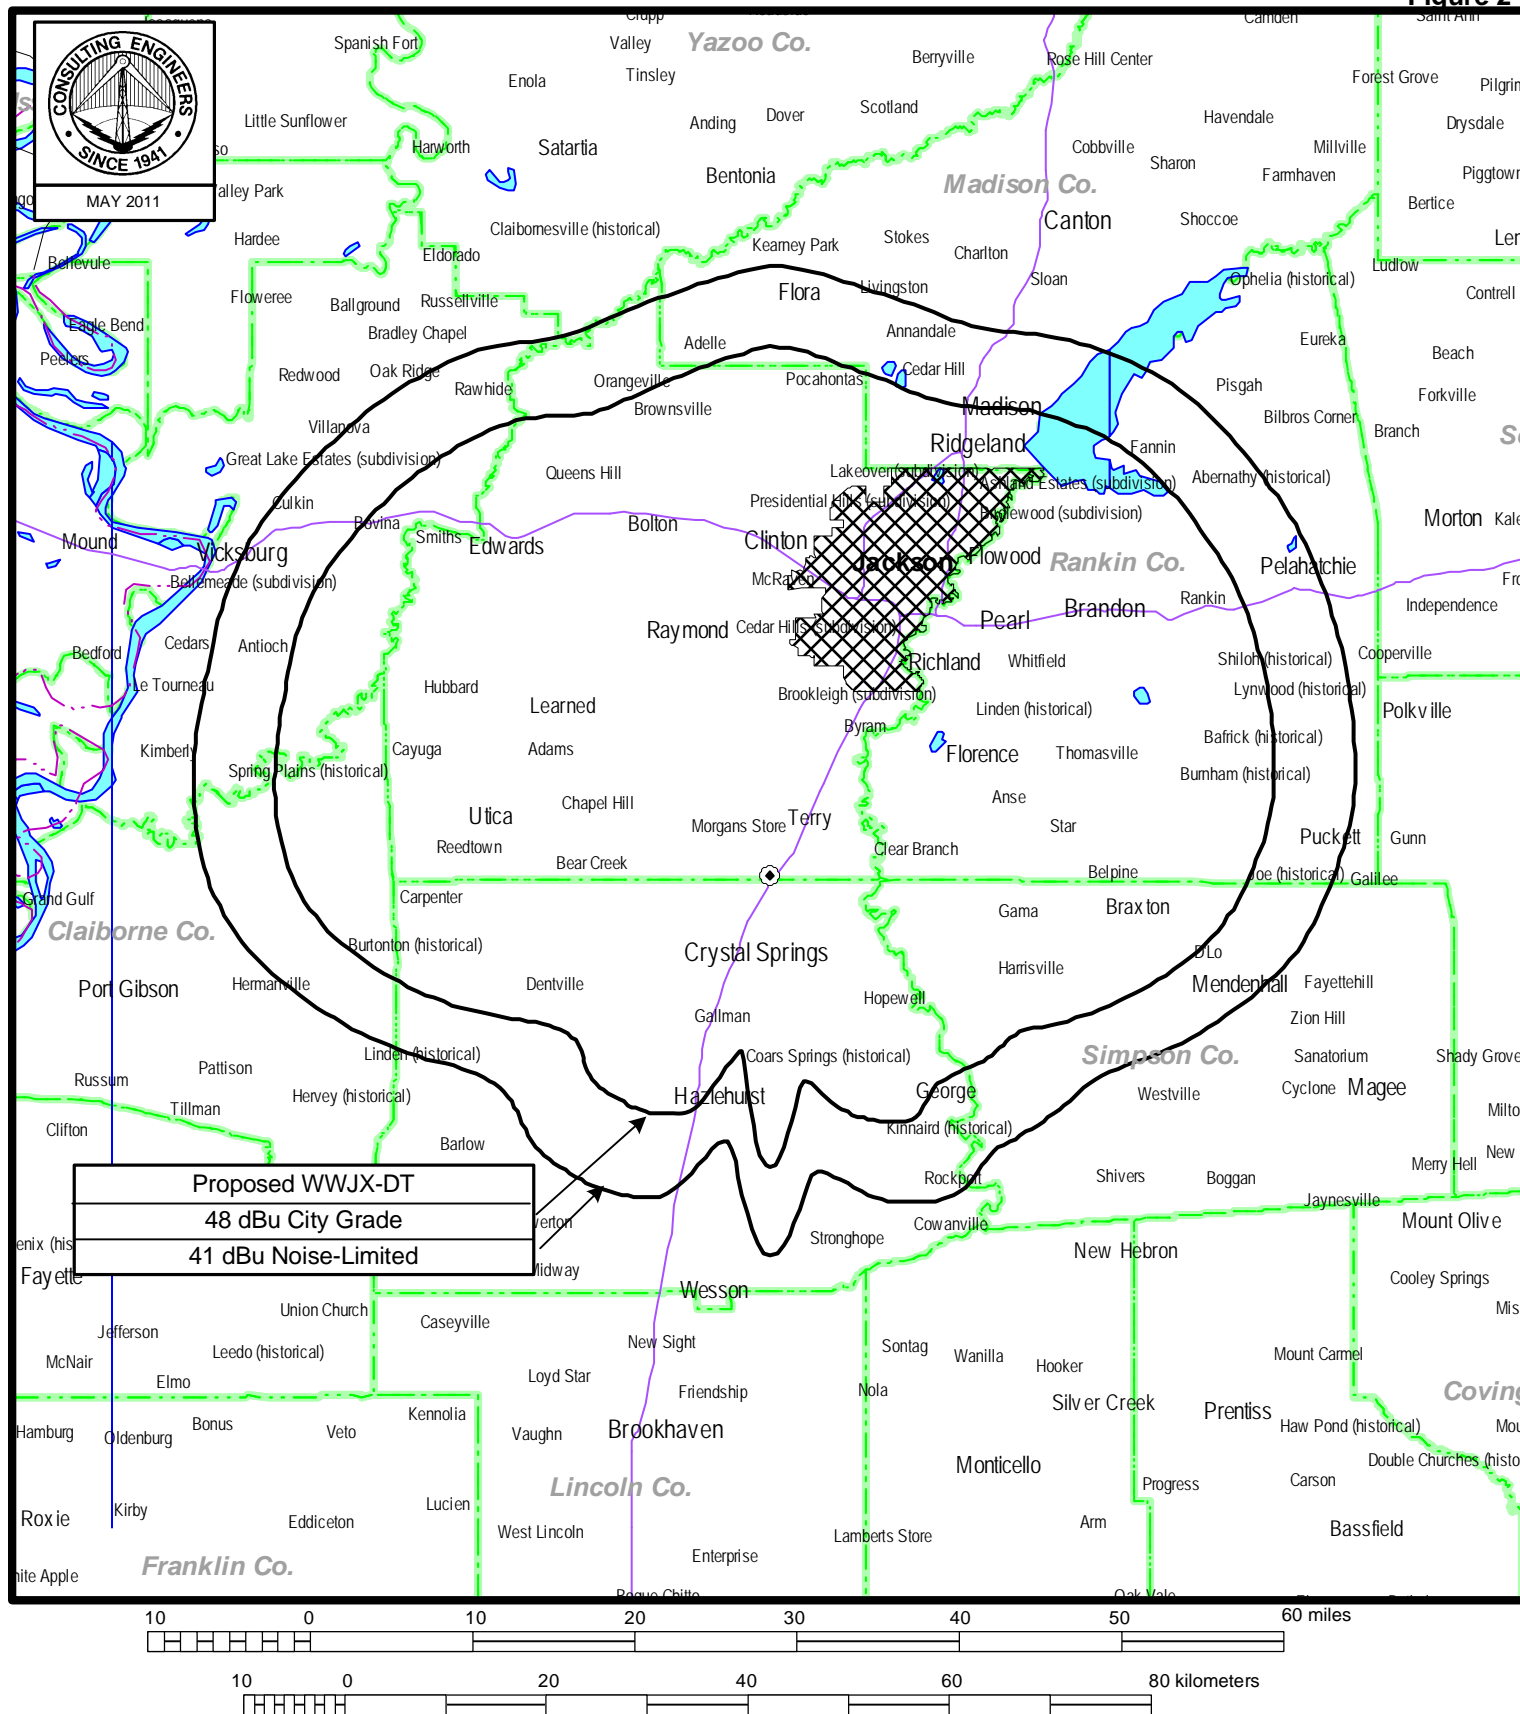 Figure 2
CONSULTING ENGINEERS
SINCE 1941
MAY 2011
Spanish Fort
Valley
Yazoo Co.
Tinsley
Enola
Berryville
Rose Hill Center
Camden
Saint Ann
Forest Grove
Little Sunflower
Anding
Dover
Scotland
Havendale
Drysdale
Harworth
Satartia
Cobbville
Sharon
Millville
Bentonia
Madison Co.
Farmhaven
Bertice
Hardee
Claibornesville (historical)
Canton
Shoccoe
Kearney Park
Stokes
Charlton
Bellevule
Eldorado
Sloan
Ophelia (historical)
Ludlow
Floweree
Ballground
Russellville
Flora
Livingston
Contrell
Eagle Bend
Bradley Chapel
Annandale
Eureka
Peelers
Adelle
Beach
Redwood
Oak Ridge
Rawhide
Orangeville
Pocahontas
Cedar Hill
Pisgah
Forkville
Villanova
Brownsville
Madison
Bilbros Corner
Branch
Ridgeland
Fannin
Great Lake Estates (subdivision)
Queens Hill
Lakeover (subdivision)
Ashland Estates (subdivision)
Abernathy (historical)
Culkin
Presidential Hills (subdivision)
Bovina
Bolton
Morton
Mound
Vicksburg
Smiths
Edwards
Clinton
Jackson
Flowood
Rankin Co.
Pelahatchie
Bellemeade (subdivision)
McRaven
Rankin
Independence
Raymond
Cedar Hills (subdivision)
Pearl
Brandon
Bedford
Cedars
Antioch
Richland
Whitfield
Shiloh (historical)
Cooperville
Le Tourneau
Hubbard
Brookleigh (subdivision)
Lynwood (historical)
Learned
Linden (historical)
Polkville
Byram
Kimberly
Cayuga
Adams
Florence
Thomasville
Bafrick (historical)
Spring Plains (historical)
Burnham (historical)
Utica
Chapel Hill
Anse
Morgans Store
Terry
Star
Puckett
Gunn
Reedtown
Bear Creek
Clear Branch
Belpine
Joe (historical)
Galilee
Grand Gulf
Carpenter
Gama
Braxton
Claiborne Co.
Burtonton (historical)
Crystal Springs
D'Lo
Port Gibson
Hermanville
Dentville
Harrisville
Mendenhall
Fayettehill
Hopewell
Gallman
Zion Hill
Linden (historical)
Coars Springs (historical)
Simpson Co.
Sanatorium
Shady Grove
Russum
Pattison
Hervey (historical)
Hazlehurst
George
Westville
Cyclone
Magee
Tillman
Clifton
Barlow
Kinnaird (historical)
New
Merry Hell
Proposed WWJX-DT
48 dBu City Grade
41 dBu Noise-Limited
Rockport
Shivers
Boggan
Jaynesville
Cowanville
Mount Olive
Stronghope
New Hebron
Fayette
Midway
Wesson
Cooley Springs
Union Church
Caseyville
Jefferson
Leedo (historical)
New Sight
Sontag
Wanilla
Hooker
Mount Carmel
McNair
Elmo
Loyd Star
Friendship
Nola
Silver Creek
Prentiss
Hamburg
Oldenburg
Bonus
Veto
Kennolia
Vaughn
Brookhaven
Haw Pond (historical)
Monticello
Lincoln Co.
Progress
Carson
Roxie
Kirby
Eddiceton
Lucien
West Lincoln
Lamberts Store
Arm
Bassfield
Franklin Co.
Enterprise
Bogue Chitto
Oak Vale
10 0 10 20 30 40 50 60 miles
10 0 20 40 60 80 kilometers